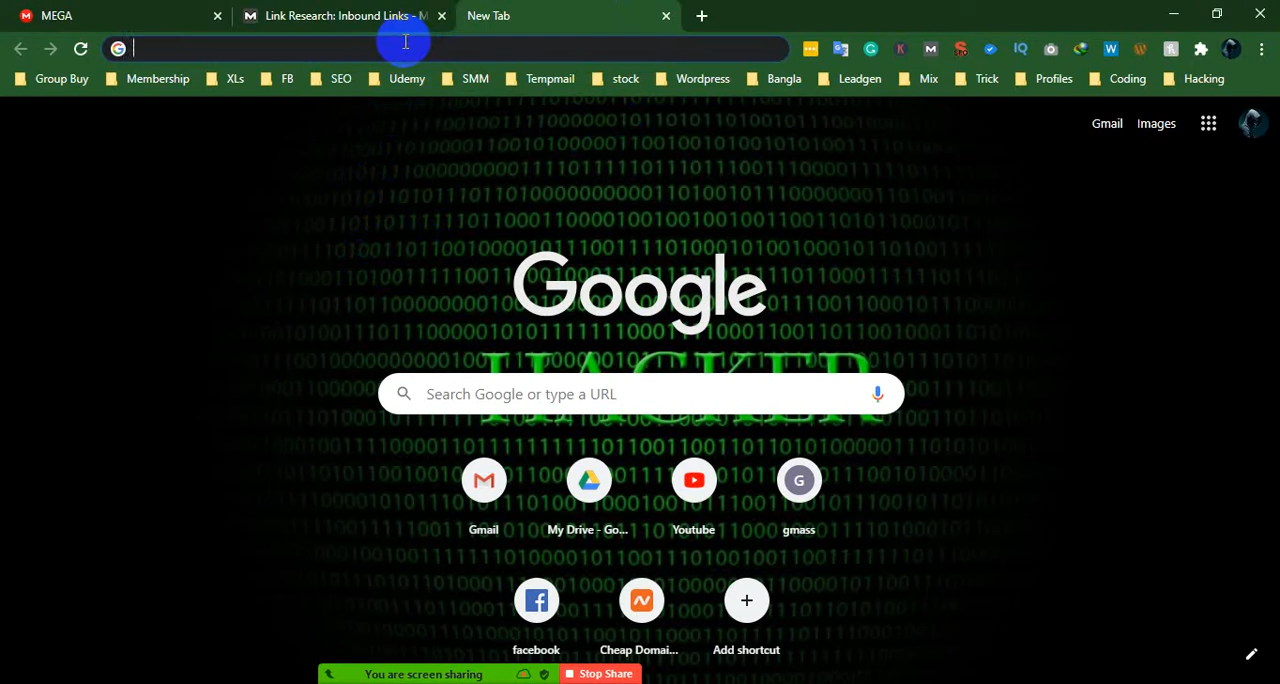 MEGA
Link Research: Inbound Links - M
New Tab
Group Buy
Membership
XLs
FB
SEO
Udemy
SMM
Tempmail
stock
Wordpress
Bangla
Leadgen
Mix
Trick
Profiles
Coding
Hacking
Gmail
Images
Google
HACKER
Search Google or type a URL
Gmail
My Drive - Go...
Youtube
G
gmass
facebook
Cheap Domai...
Add shortcut
You are screen sharing
Stop Share